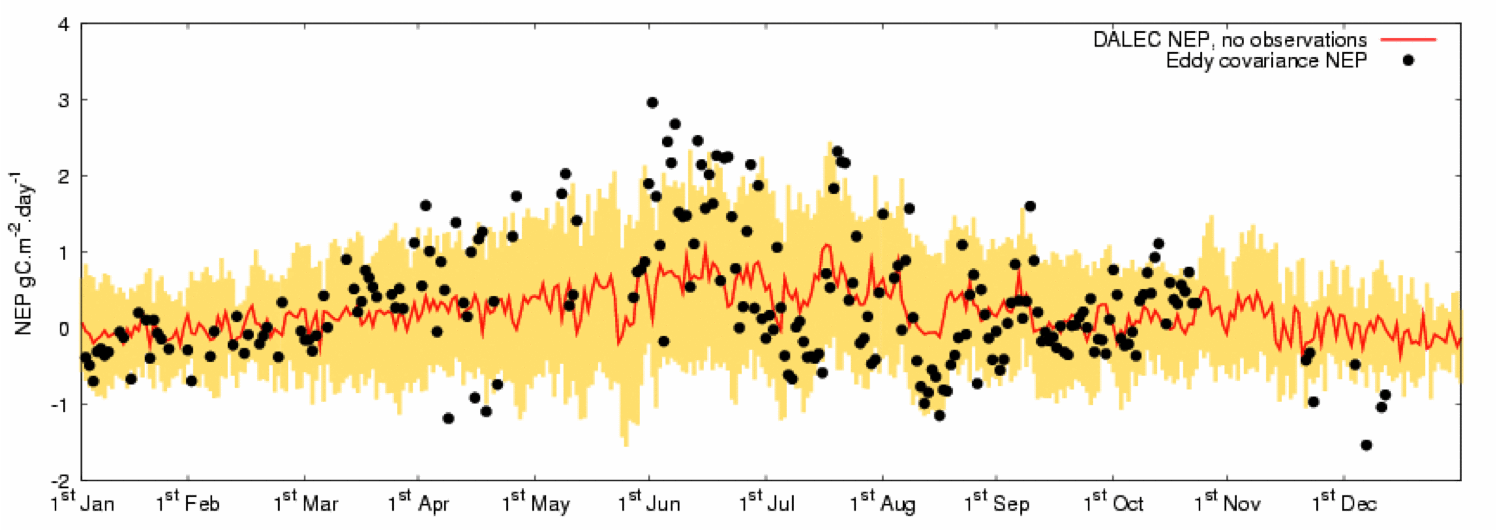 4
3
2
1
0
-1
-2
NEP gC.m-2.day-1
DALEC NEP, no observations
Eddy covariance NEP
1st Jan 1st Feb 1st Mar 1st Apr 1st May 1st Jun 1st Jul 1st Aug 1st Sep 1st Oct 1st Nov 1st Dec